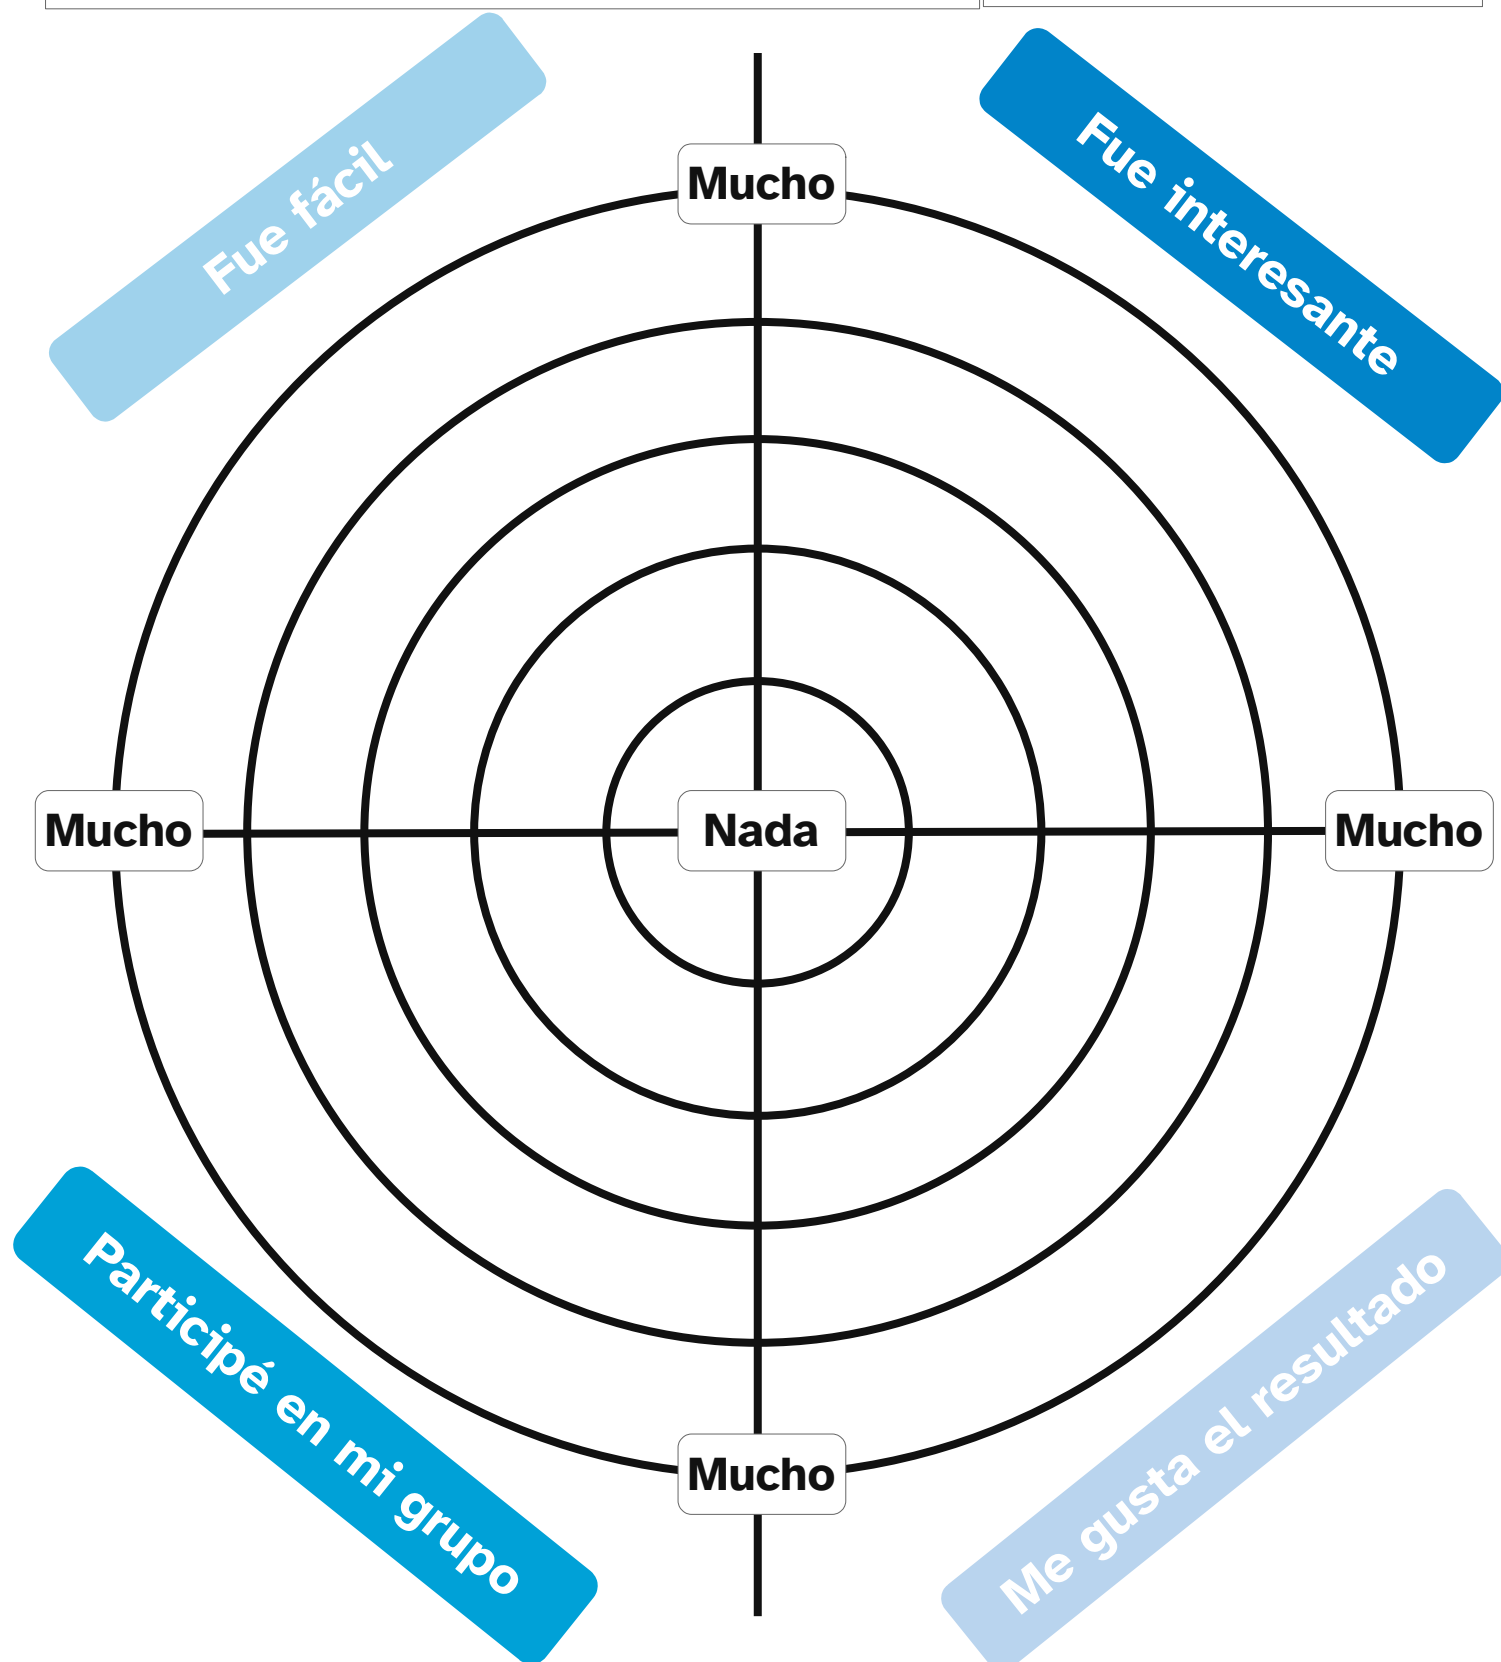 Fue fácil
Fue interesante
Mucho
Mucho
Nada
Mucho
Participé en mi grupo
Me gusta el resultado
Mucho